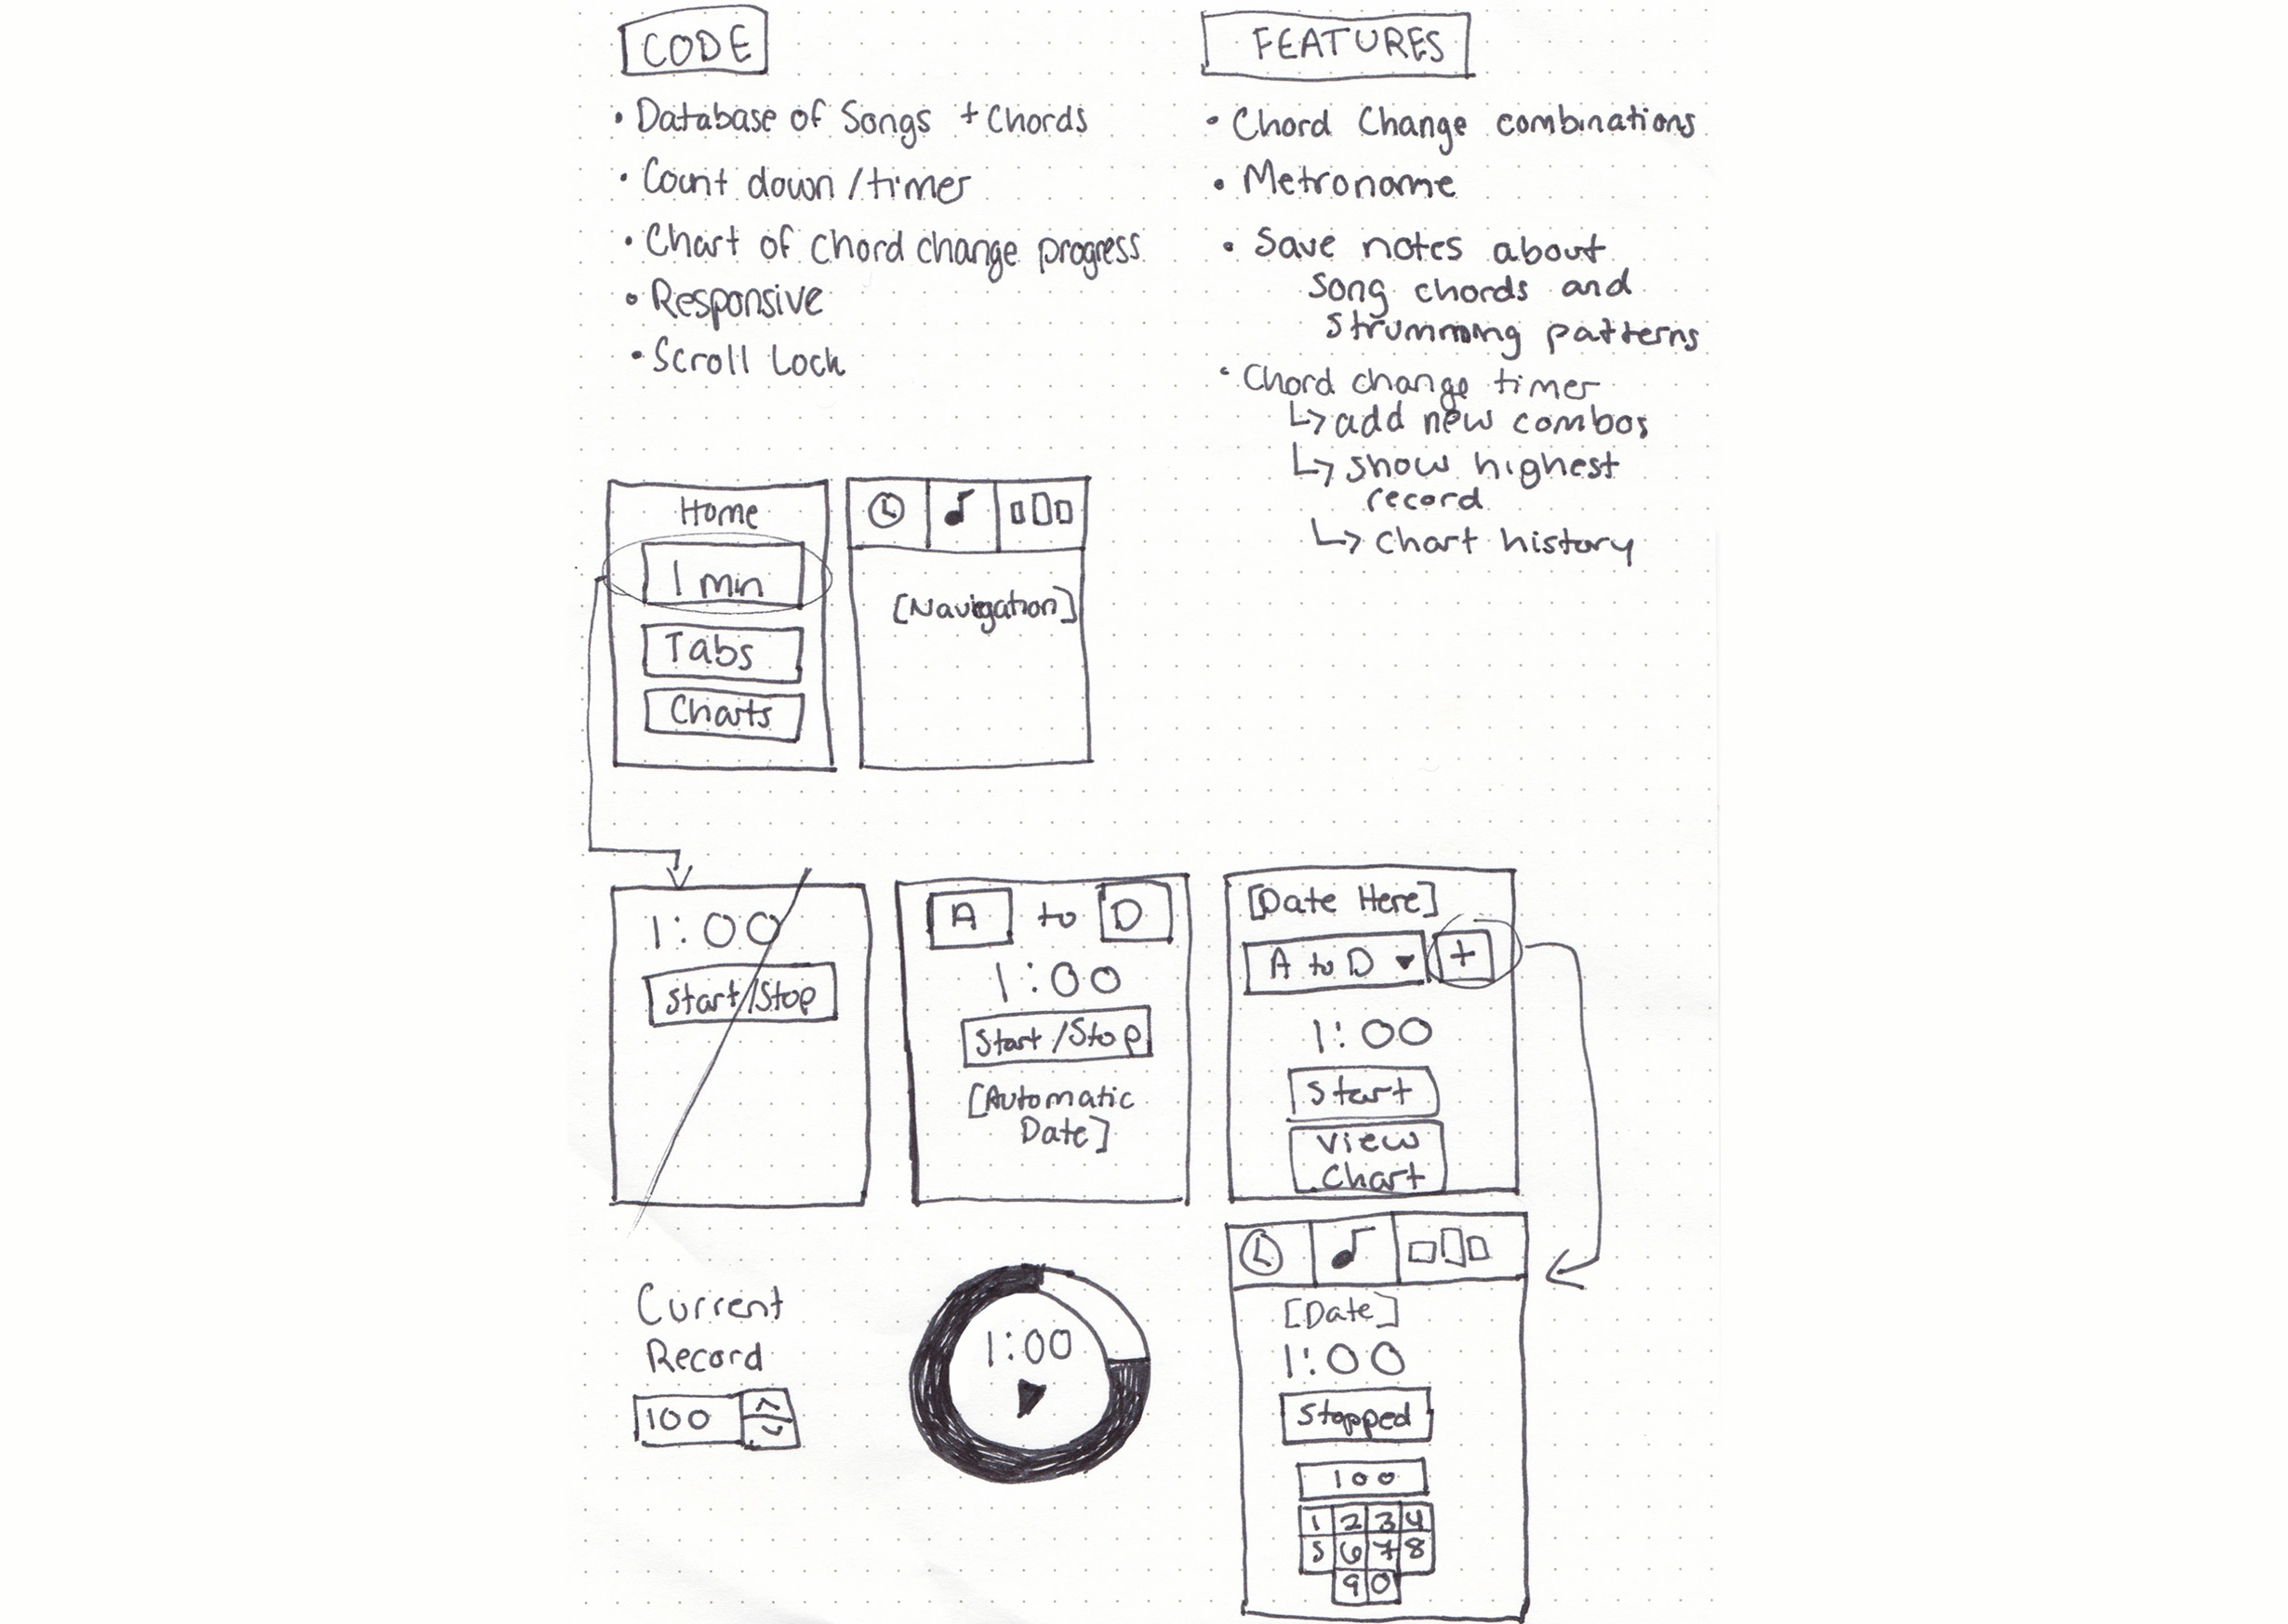 CODE
• Database of Songs + Chords
• Count down / timer
• Chart of chord change progress
• Responsive
• Scroll Lock
FEATURES
• Chord Change combinations
• Metronome
• Save notes about
song chords and
strumming patterns
• Chord change timer
↳ add new combos
↳ show highest
record
↳ chart history
Home
1 min
Tabs
Charts
[Navigation]
1:00
Start/Stop
A to D
1:00
Start/Stop
[Automatic
Date]
[Date Here]
A to D ▼ +
1:00
Start
View
Chart
Current
Record
100
1:00
[Date]
1:00
Stopped
100
1 2 3 4
5 6 7 8
9 0